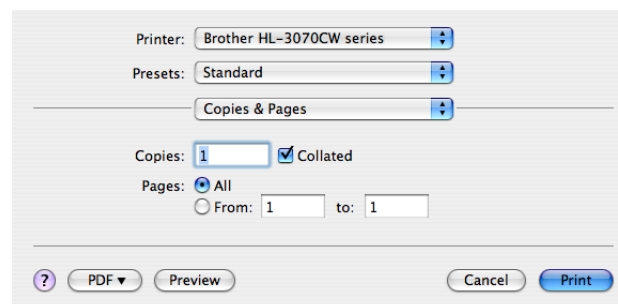 Printer: Brother HL-3070CW series
Presets: Standard
Copies & Pages
Copies: 1 Collated
Pages: All
From: 1 to: 1
? PDF▼ Preview Cancel Print